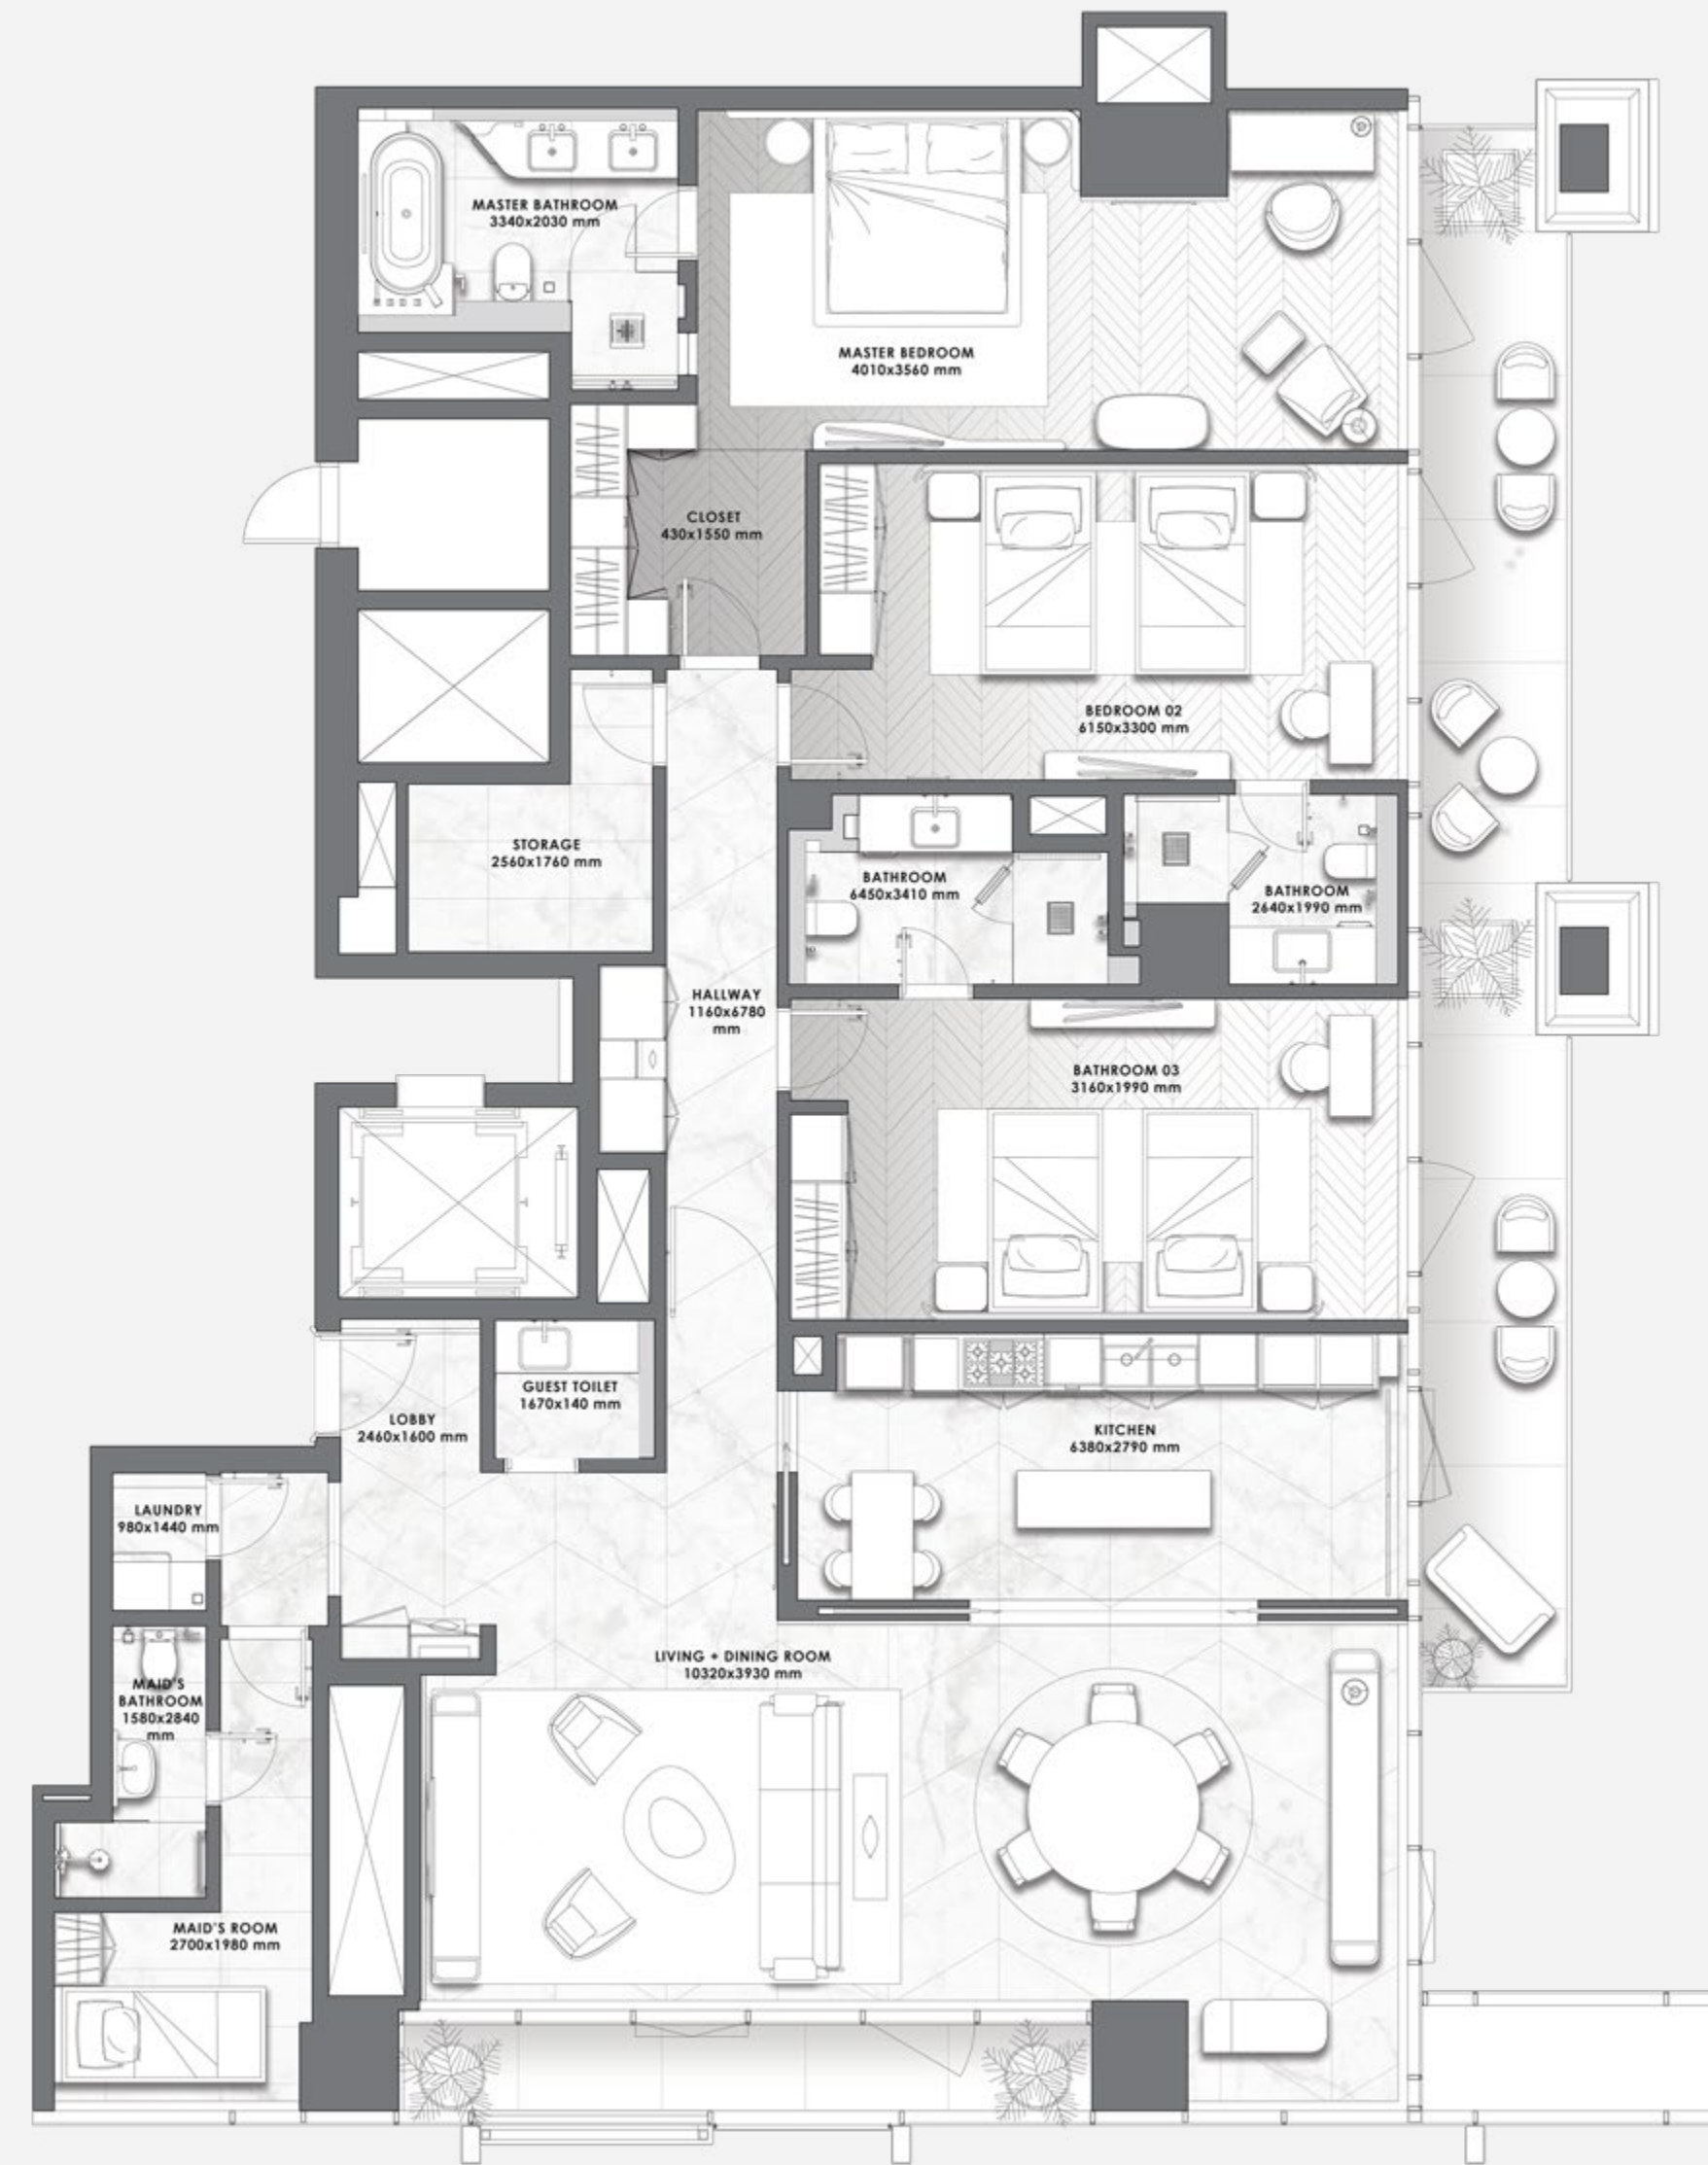 MASTER BATHROOM
3340x2030 mm
MASTER BEDROOM
4010x3560 mm
CLOSET
430x1550 mm
BEDROOM 02
6150x3300 mm
STORAGE
2560x1760 mm
BATHROOM
6450x3410 mm
BATHROOM
2640x1990 mm
HALLWAY
1160x6780
mm
BATHROOM 03
3160x1990 mm
GUEST TOILET
1670x140 mm
LOBBY
2460x1600 mm
KITCHEN
6380x2790 mm
LAUNDRY
980x1440 mm
LIVING + DINING ROOM
10320x3930 mm
MAID'S
BATHROOM
1580x2840
mm
MAID'S ROOM
2700x1980 mm